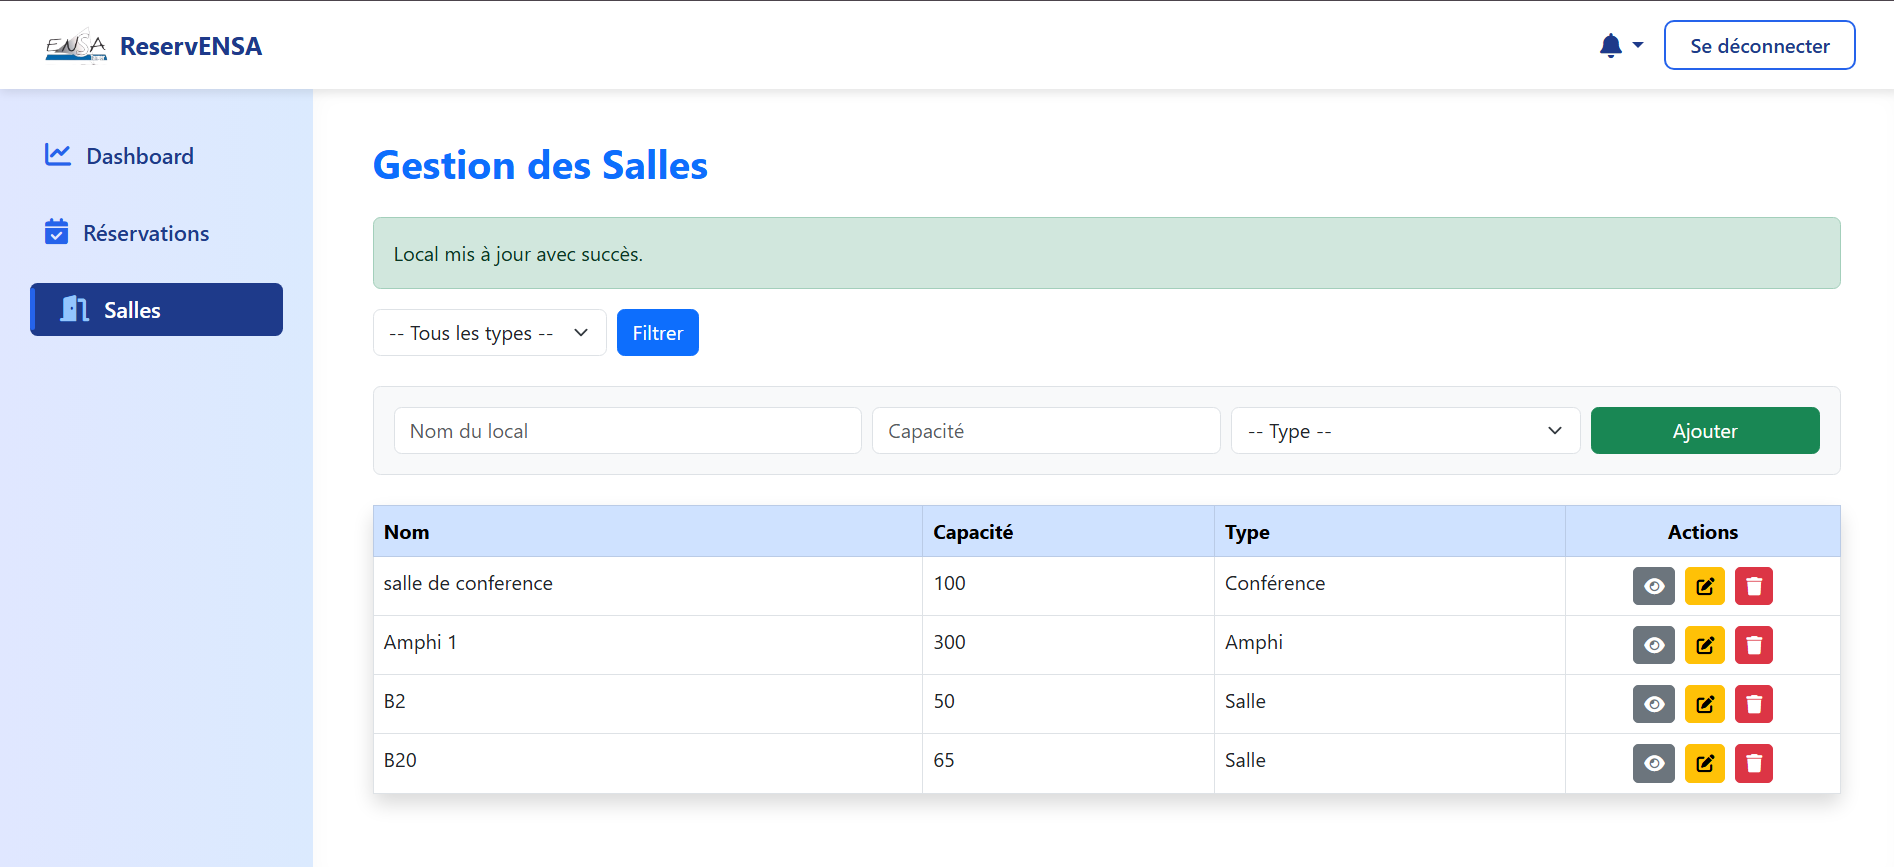 ENSA
ReservENSA
Se déconnecter
Dashboard
Réservations
Salles
Gestion des Salles
Local mis à jour avec succès.
-- Tous les types -- Filtrer
Nom du local Capacité -- Type -- Ajouter
Nom Capacité Type Actions
salle de conference 100 Conférence
Amphi 1 300 Amphi
B2 50 Salle
B20 65 Salle